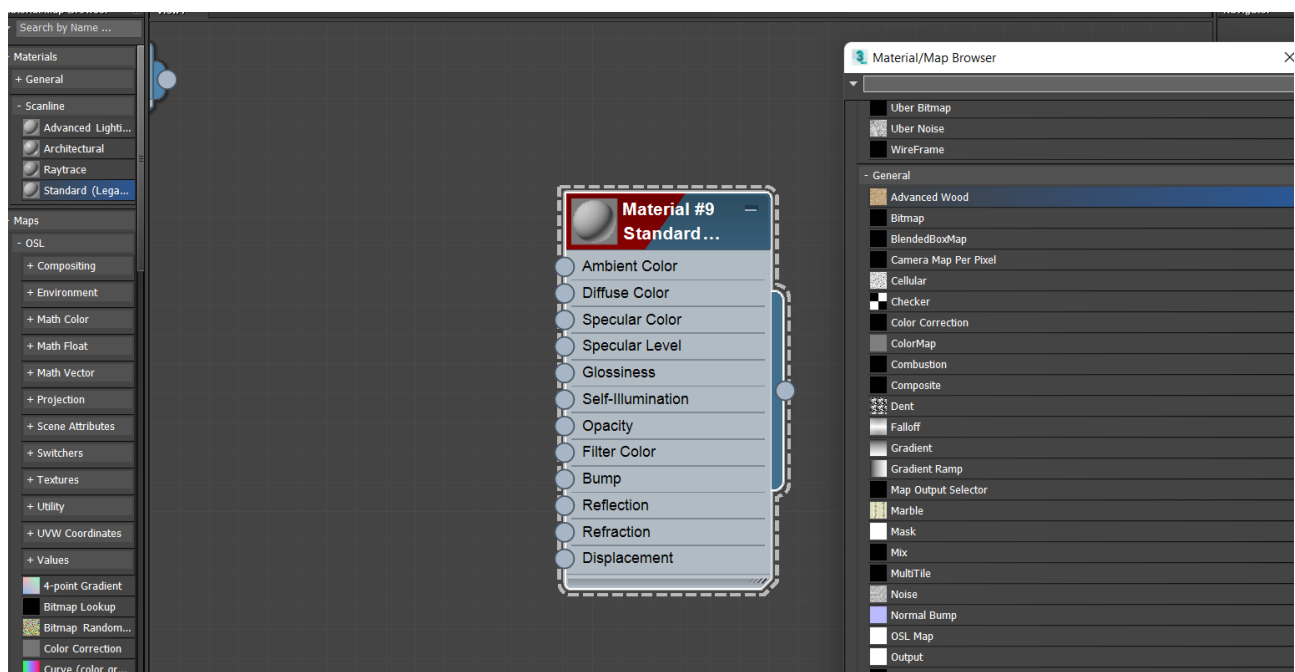 Search by Name ...
Materials
+ General
- Scanline
Advanced Lighti...
Architectural
Raytrace
Standard (Lega...
Maps
- OSL
+ Compositing
+ Environment
+ Math Color
+ Math Float
+ Math Vector
+ Projection
+ Scene Attributes
+ Switchers
+ Textures
+ Utility
+ UVW Coordinates
+ Values
4-point Gradient
Bitmap Lookup
Bitmap Random...
Color Correction
Curve (color gr...
Material #9
Standard...
Ambient Color
Diffuse Color
Specular Color
Specular Level
Glossiness
Self-Illumination
Opacity
Filter Color
Bump
Reflection
Refraction
Displacement
Navigator
3
Material/Map Browser
Uber Bitmap
Uber Noise
WireFrame
- General
Advanced Wood
Bitmap
BlendedBoxMap
Camera Map Per Pixel
Cellular
Checker
Color Correction
ColorMap
Combustion
Composite
Dent
Falloff
Gradient
Gradient Ramp
Map Output Selector
Marble
Mask
Mix
MultiTile
Noise
Normal Bump
OSL Map
Output